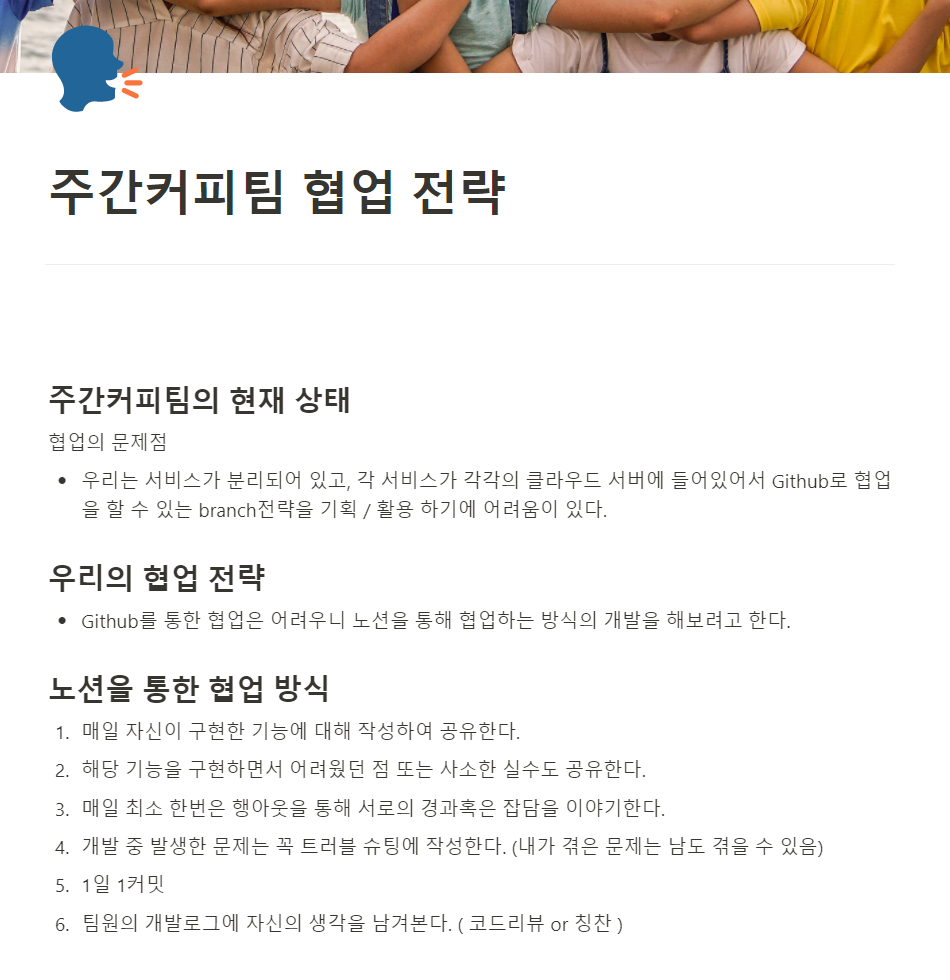 주간커피팀 협업 전략
주간커피팀의 현재 상태
협업의 문제점
• 우리는 서비스가 분리되어 있고, 각 서비스가 각각의 클라우드 서버에 들어있어서 Github로 협업
을 할 수 있는 branch전략을 기획 / 활용 하기에 어려움이 있다.
우리의 협업 전략
• Github를 통한 협업은 어려우니 노션을 통해 협업하는 방식의 개발을 해보려고 한다.
노션을 통한 협업 방식
1. 매일 자신이 구현한 기능에 대해 작성하여 공유한다.
2. 해당 기능을 구현하면서 어려웠던 점 또는 사소한 실수도 공유한다.
3. 매일 최소 한번은 행아웃을 통해 서로의 경과혹은 잡담을 이야기한다.
4. 개발 중 발생한 문제는 꼭 트러블 슈팅에 작성한다. (내가 겪은 문제는 남도 겪을 수 있음)
5. 1일 1커밋
6. 팀원의 개발로그에 자신의 생각을 남겨본다. ( 코드리뷰 or 칭찬 )